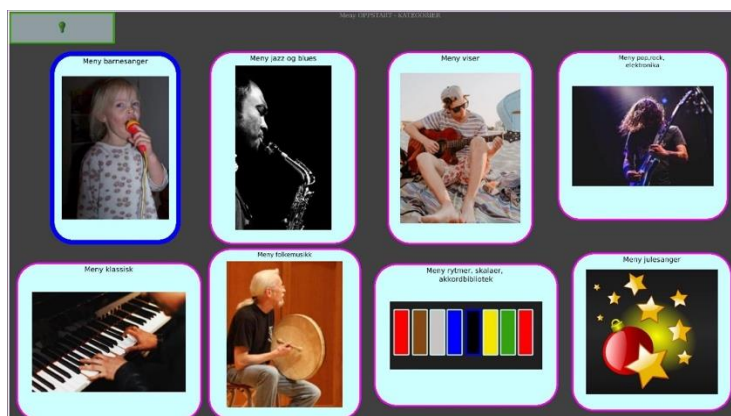 Meny OPPSTART - KATEGORIER
Meny barnesanger
Meny jazz og blues
Meny viser
Meny pop,rock,
elektronika
Meny klassisk
Meny folkemusikk
Meny rytmer, skalaer,
akkordbibliotek
Meny julesanger